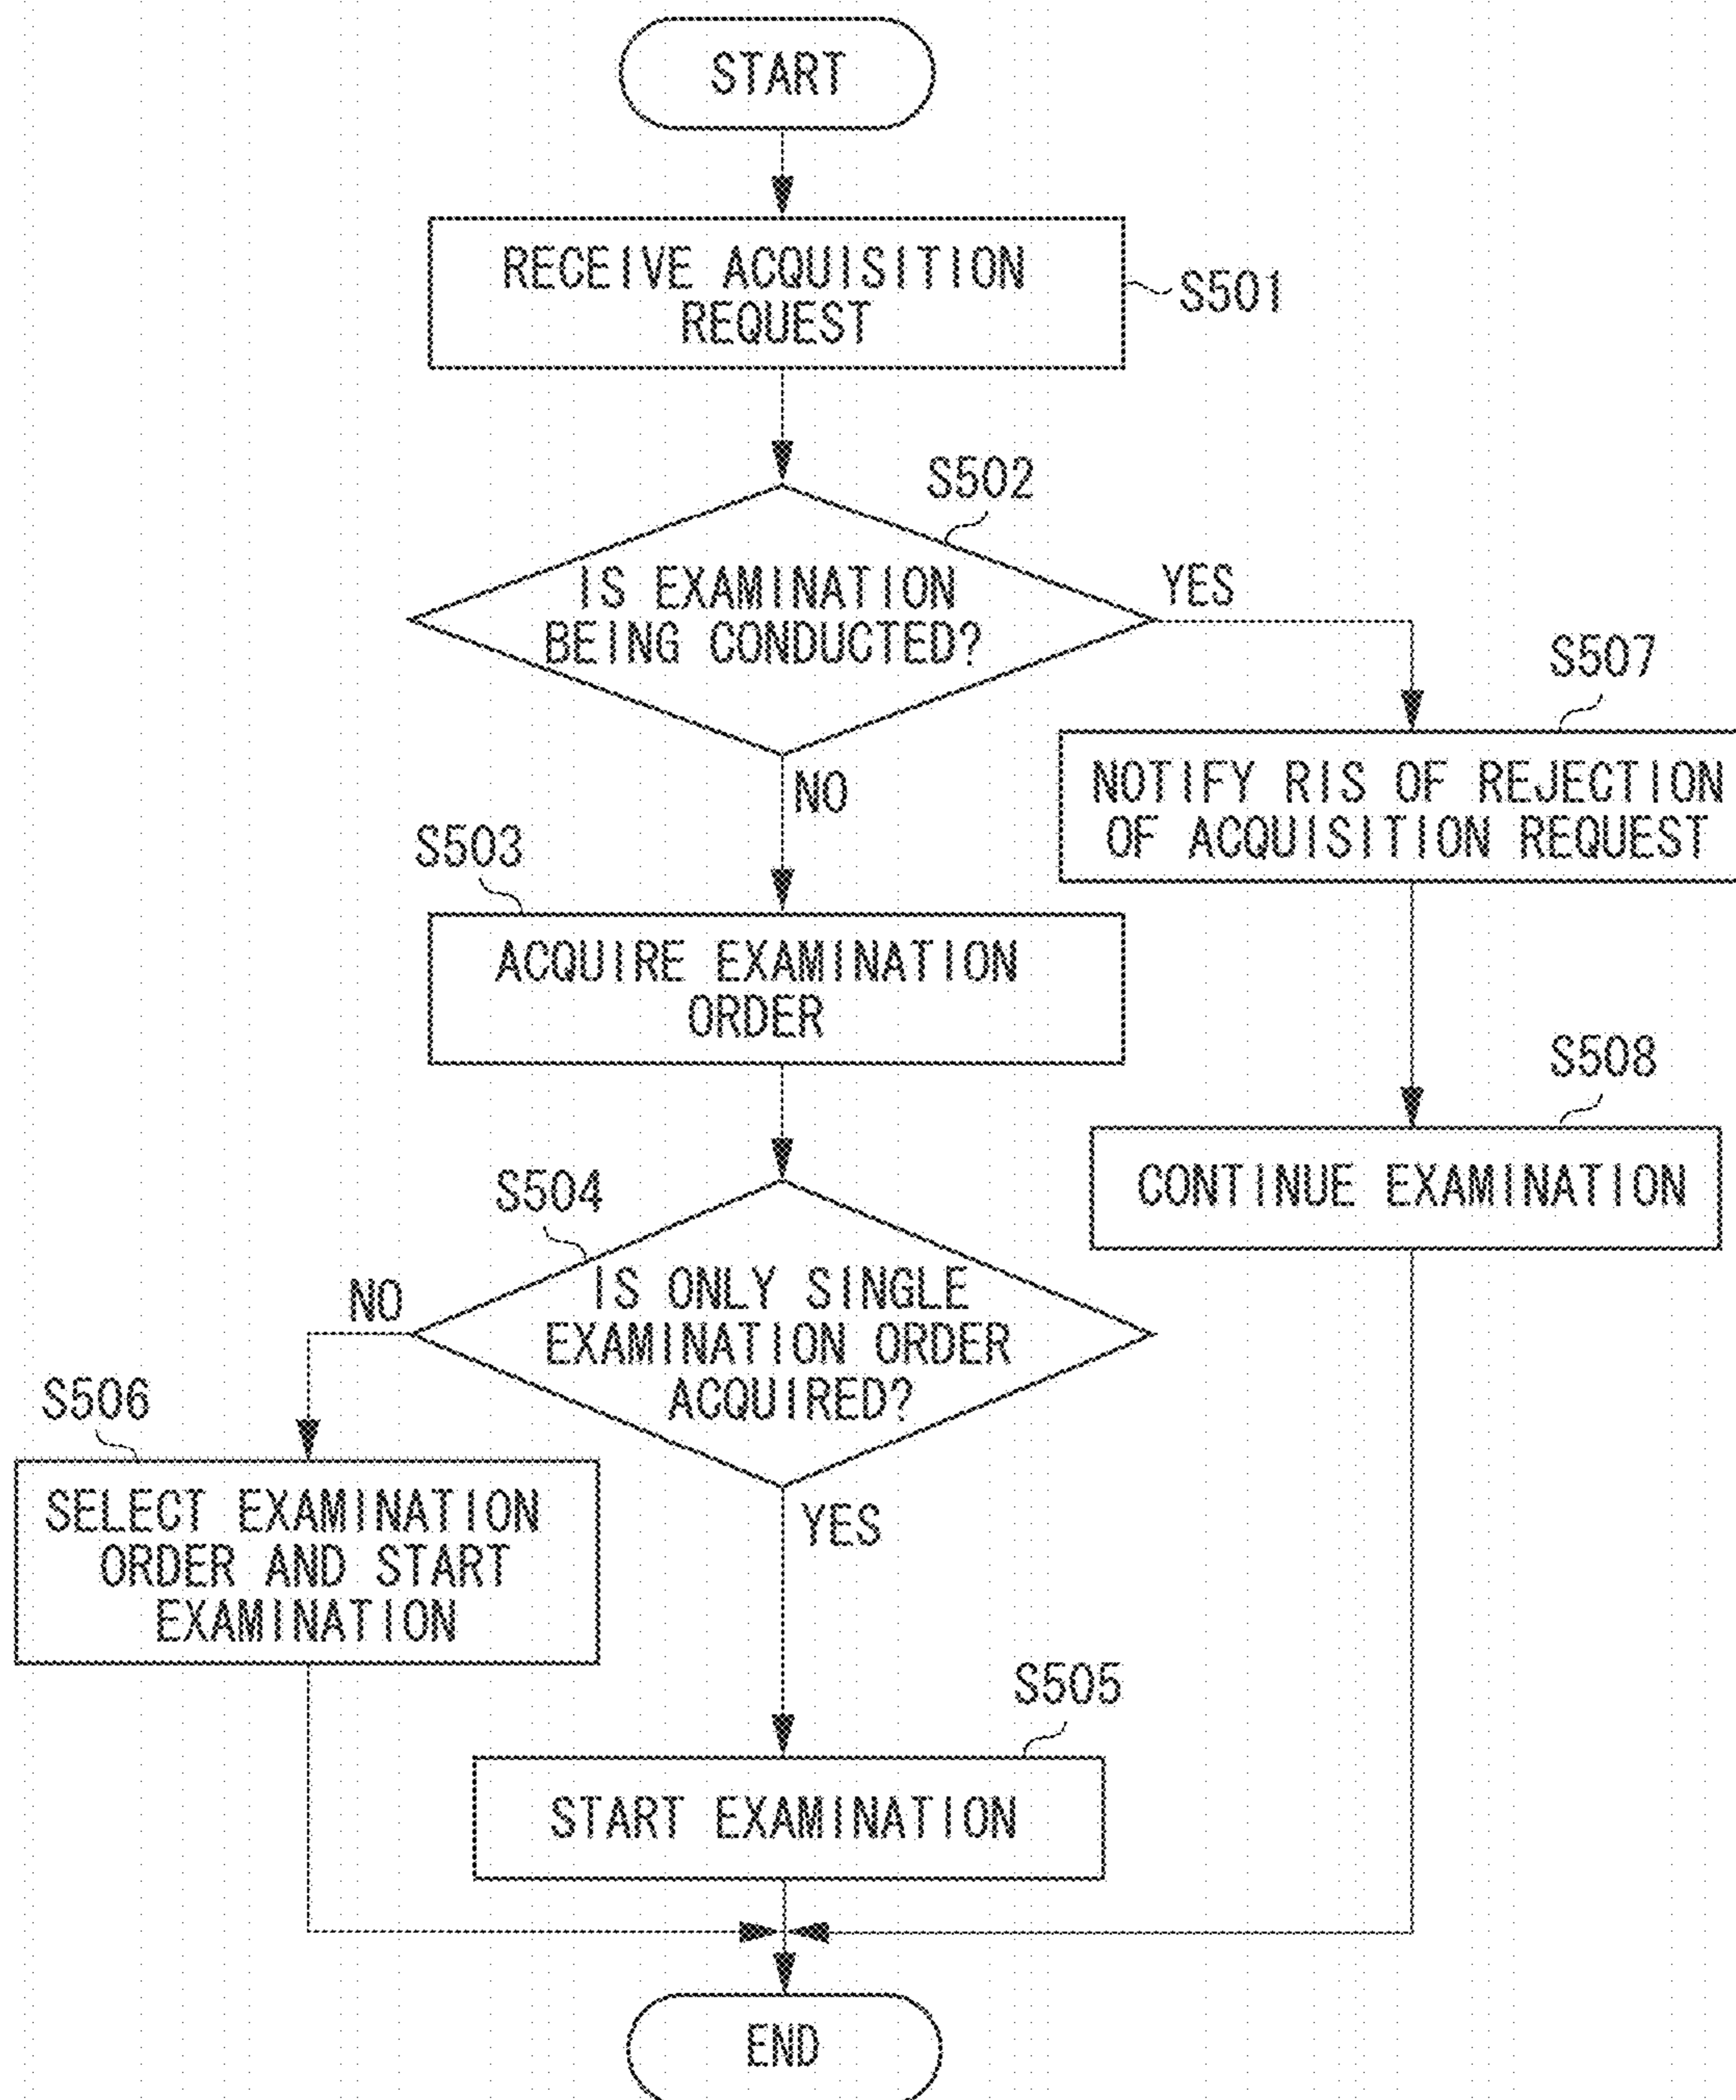 START
RECEIVE ACQUISITION
REQUEST
S501
S502
IS EXAMINATION
BEING CONDUCTED?
YES
NO
S507
NOTIFY RIS OF REJECTION
OF ACQUISITION REQUEST
S503
ACQUIRE EXAMINATION
ORDER
S508
CONTINUE EXAMINATION
S504
IS ONLY SINGLE
EXAMINATION ORDER
ACQUIRED?
NO
YES
S506
SELECT EXAMINATION
ORDER AND START
EXAMINATION
S505
START EXAMINATION
END